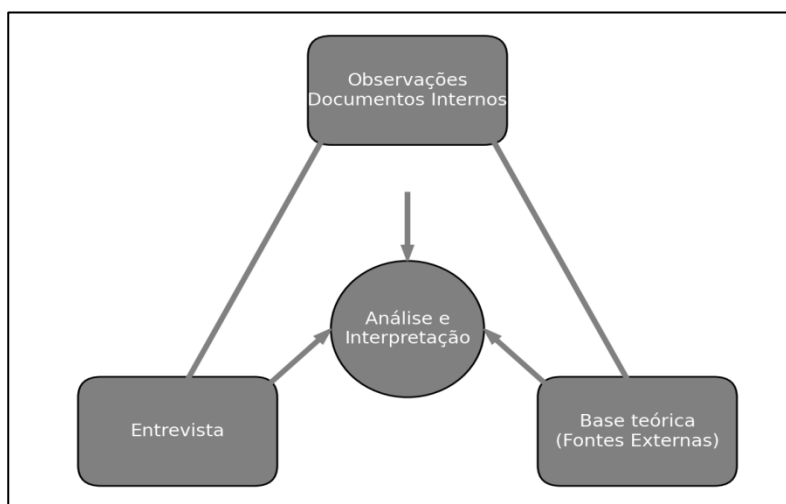 Observações
Documentos Internos
Análise e
Interpretação
Entrevista
Base teórica
(Fontes Externas)